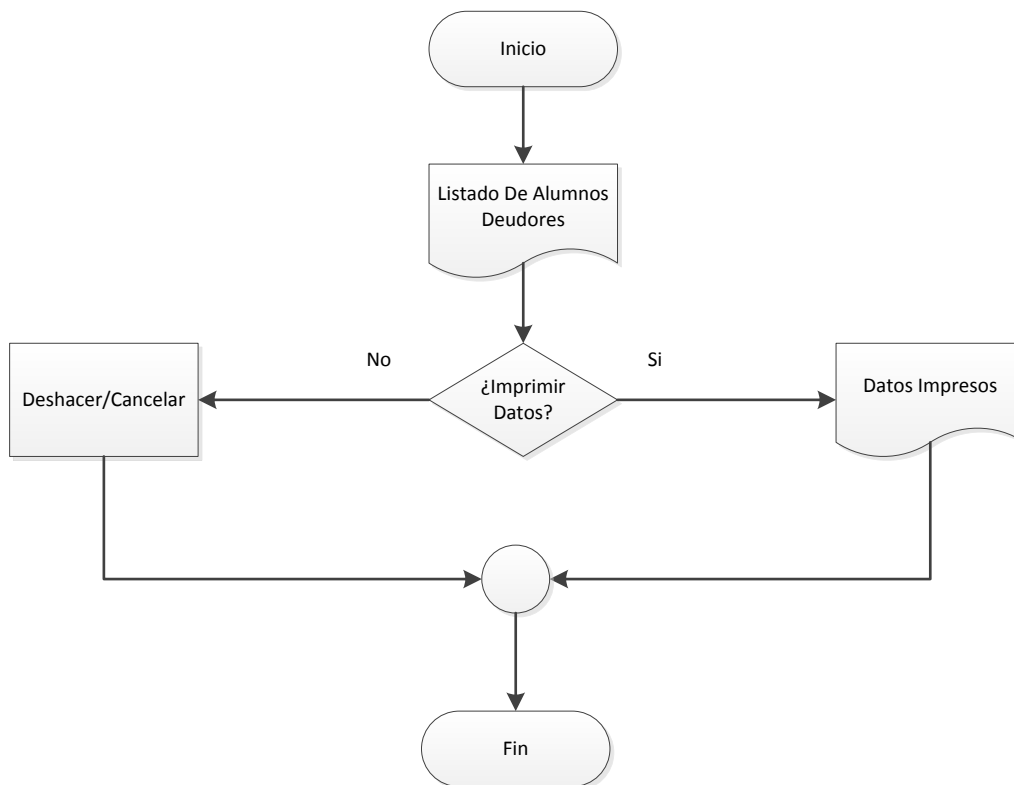 Inicio
Listado De Alumnos
Deudores
No
Si
Deshacer/Cancelar
¿Imprimir
Datos?
Datos Impresos
Fin